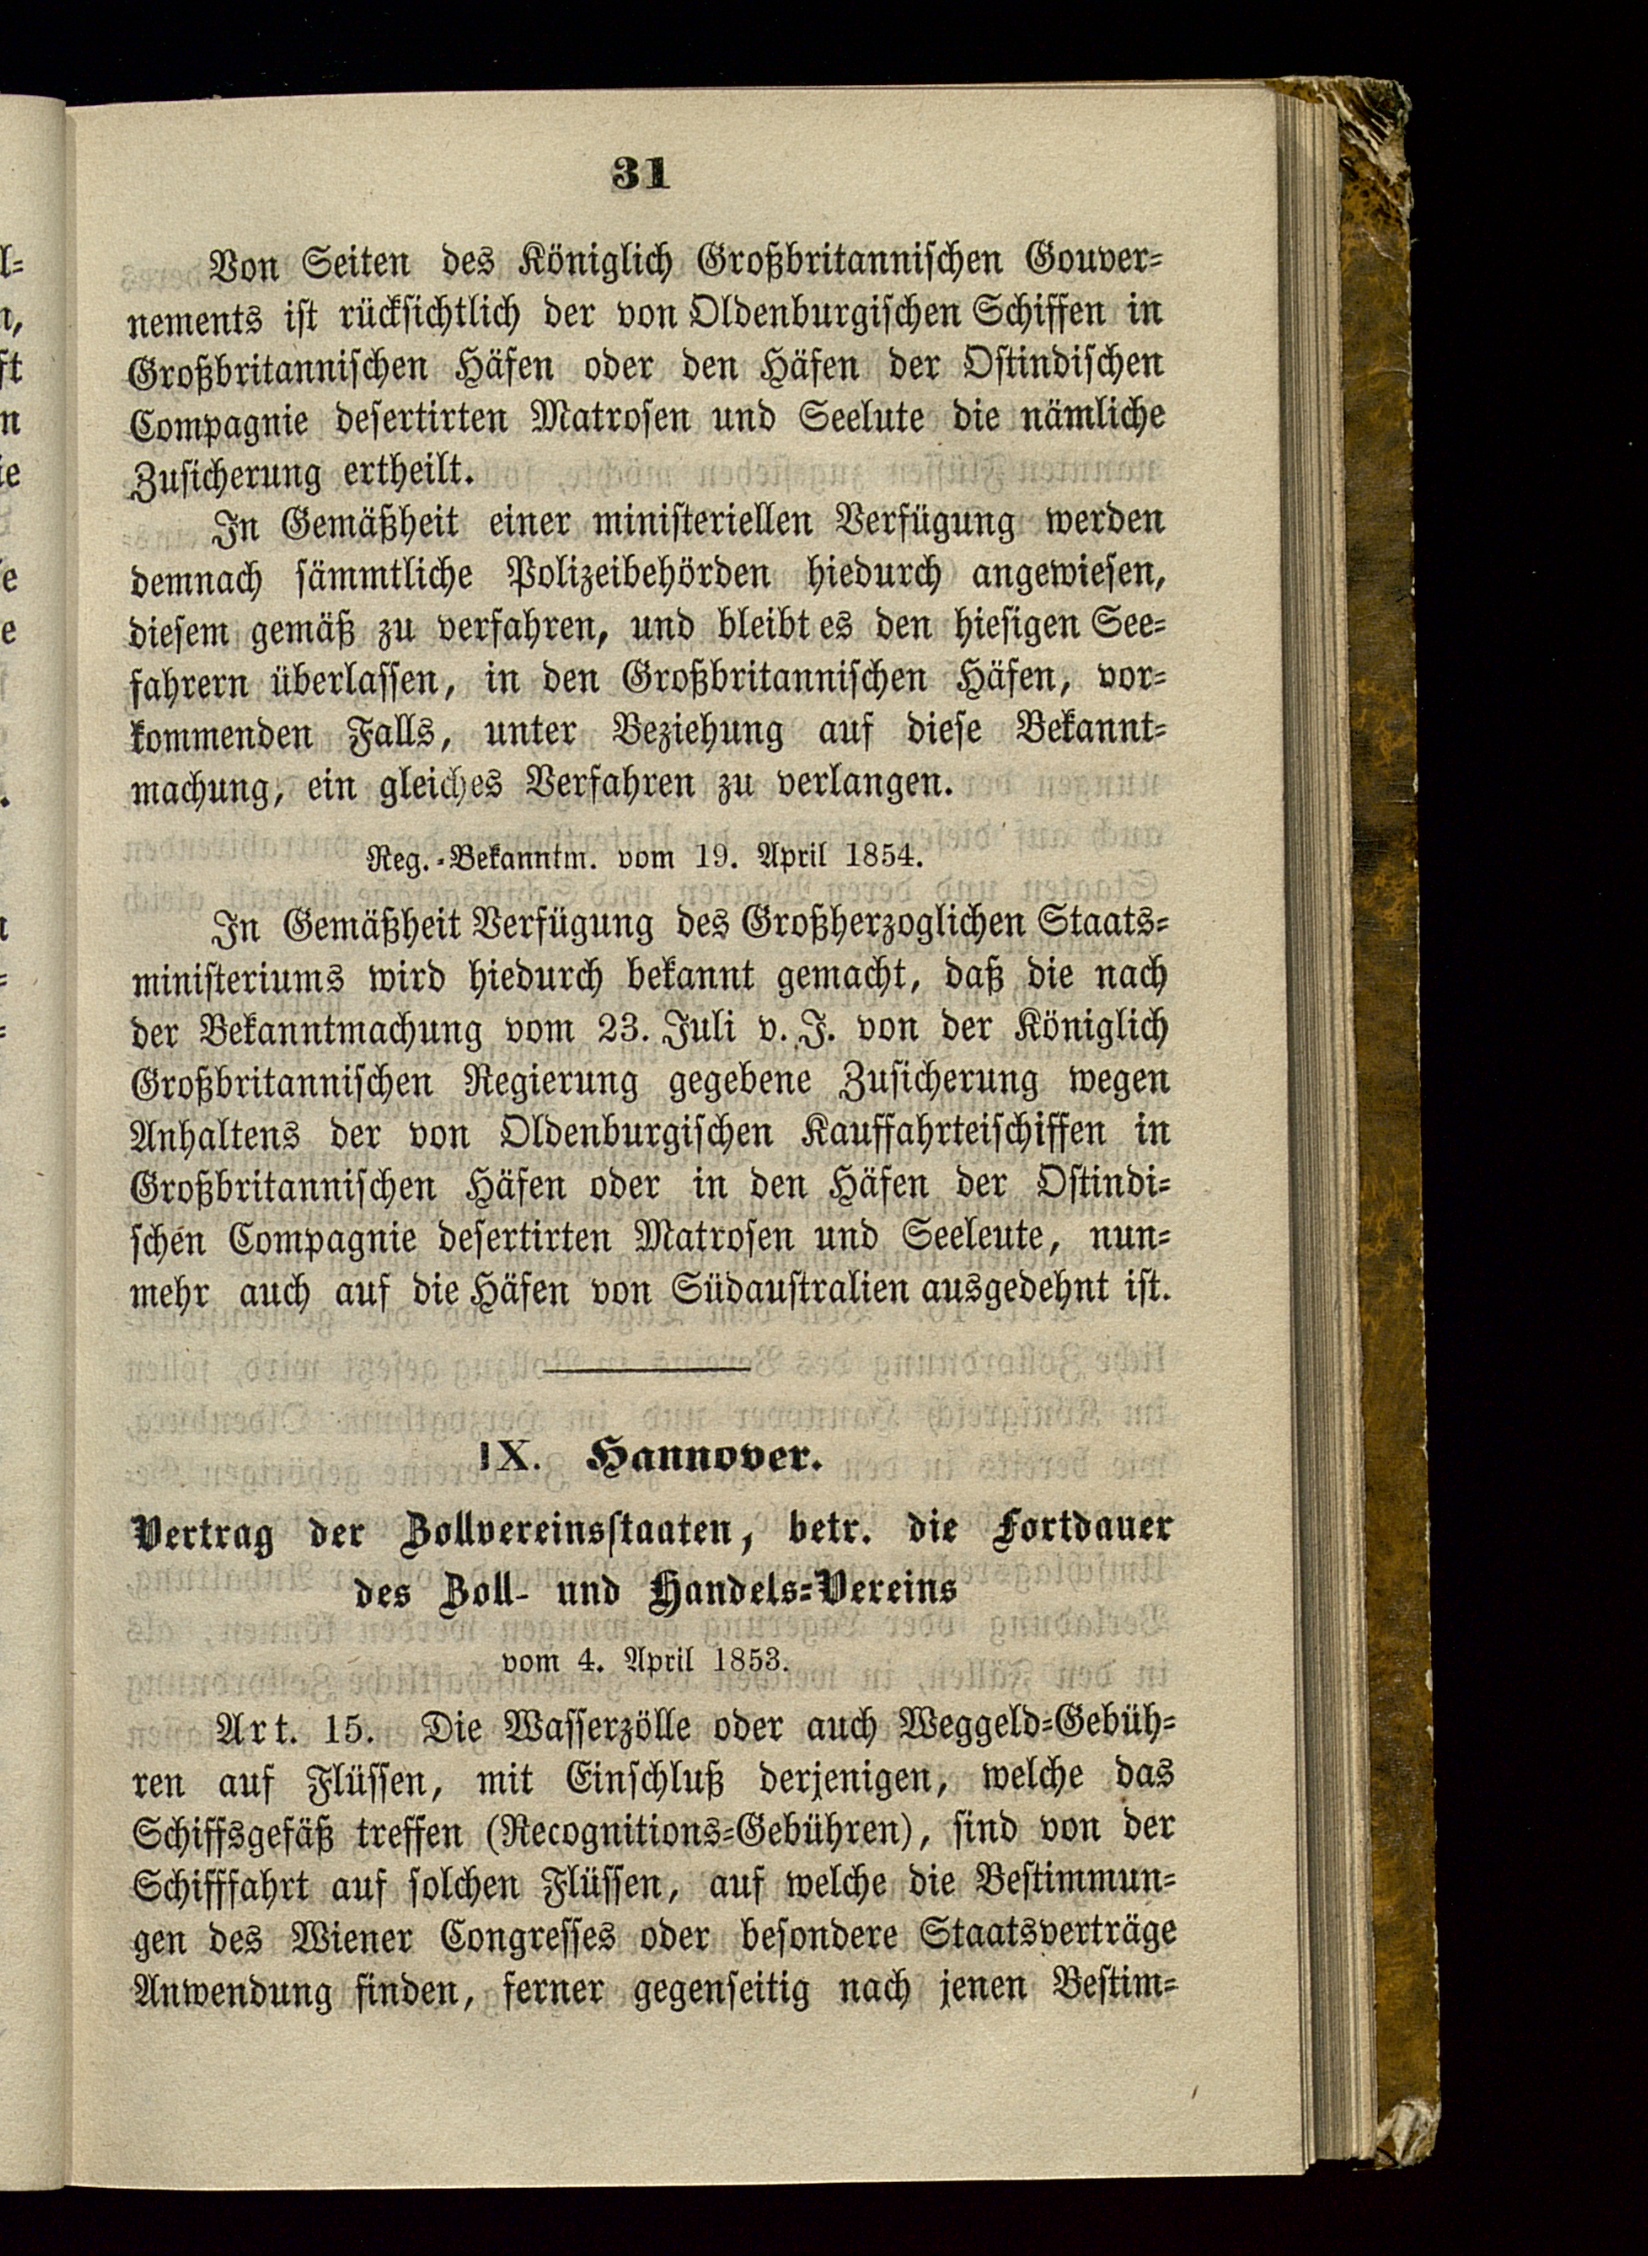 31
Von Seiten des Königlich Großbritannischen Gouver=
nements ist rücksichtlich der von Oldenburgischen Schiffen in
Großbritannischen Häfen oder den Häfen der Ostindischen
Compagnie desertirten Matrosen und Seelute die nämliche
Zusicherung ertheilt.
In Gemäßheit einer ministeriellen Verfügung werden
demnach sämmtliche Polizeibehörden hiedurch angewiesen,
diesem gemäß zu verfahren, und bleibt es den hiesigen See=
fahrern überlassen, in den Großbritannischen Häfen, vor=
kommenden Falls, unter Beziehung auf diese Bekannt=
machung, ein gleiches Verfahren zu verlangen.
Reg.=Bekanntm. vom 19. April 1854.
In Gemäßheit Verfügung des Großherzoglichen Staats=
ministeriums wird hiedurch bekannt gemacht, daß die nach
der Bekanntmachung vom 23. Juli v. J. von der Königlich
Großbritannischen Regierung gegebene Zusicherung wegen
Anhaltens der von Oldenburgischen Kauffahrteischiffen in
Großbritannischen Häfen oder in den Häfen der Ostindi=
schen Compagnie desertirten Matrosen und Seeleute, nun=
mehr auch auf die Häfen von Südaustralien ausgedehnt ist.
IX. Hannover.
Vertrag der Zollvereinsstaaten, betr. die Fortdauer
des Zoll- und Handels=Vereins
vom 4. April 1853.
Art. 15. Die Wasserzölle oder auch Weggeld=Gebüh=
ren auf Flüssen, mit Einschluß derjenigen, welche das
Schiffsgefäß treffen (Recognitions=Gebühren), sind von der
Schifffahrt auf solchen Flüssen, auf welche die Bestimmun=
gen des Wiener Congresses oder besondere Staatsverträge
Anwendung finden, ferner gegenseitig nach jenen Bestim=